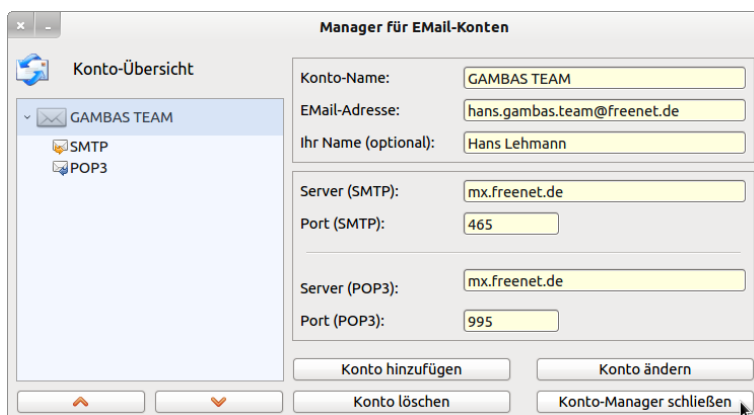 Manager für EMail-Konten
Konto-Übersicht
GAMBAS TEAM
SMTP
POP3
Konto-Name: GAMBAS TEAM
EMail-Adresse: hans.gambas.team@freenet.de
Ihr Name (optional): Hans Lehmann
Server (SMTP): mx.freenet.de
Port (SMTP): 465
Server (POP3): mx.freenet.de
Port (POP3): 995
Konto hinzufügen Konto ändern
Konto löschen Konto-Manager schließen